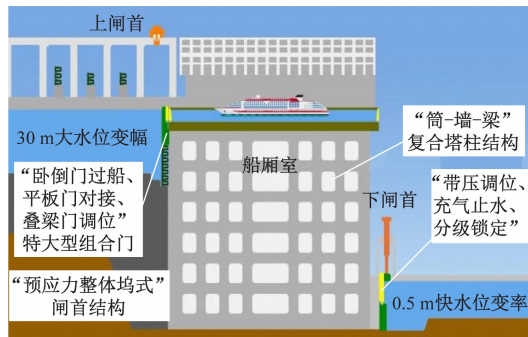 上闸首
30 m大水位变幅
“卧倒门过船、
平板门对接、
叠梁门调位”
特大型组合门
“预应力整体坞式”
闸首结构
船厢室
“筒-墙-梁”
复合塔柱结构
下闸首
“带压调位、
充气止水、
分级锁定”
0.5 m快水位变率